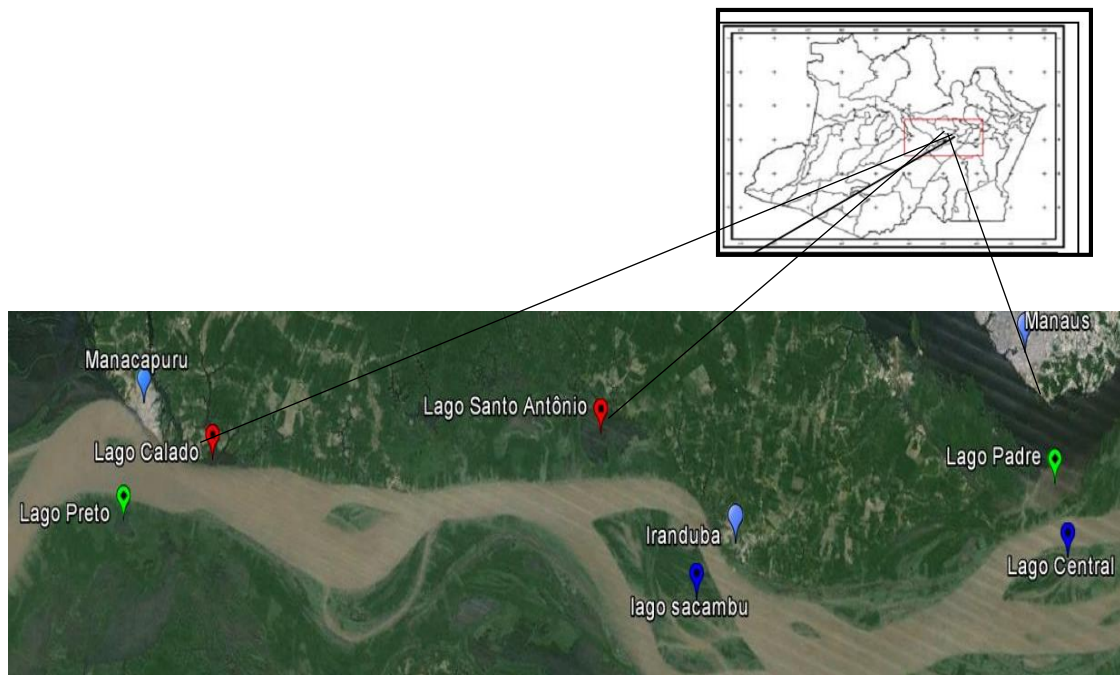 Manaus
Manacapuru
Lago Santo Antônio
Lago Calado
Lago Padre
Lago Preto
Iranduba
Lago Central
lago sacambu